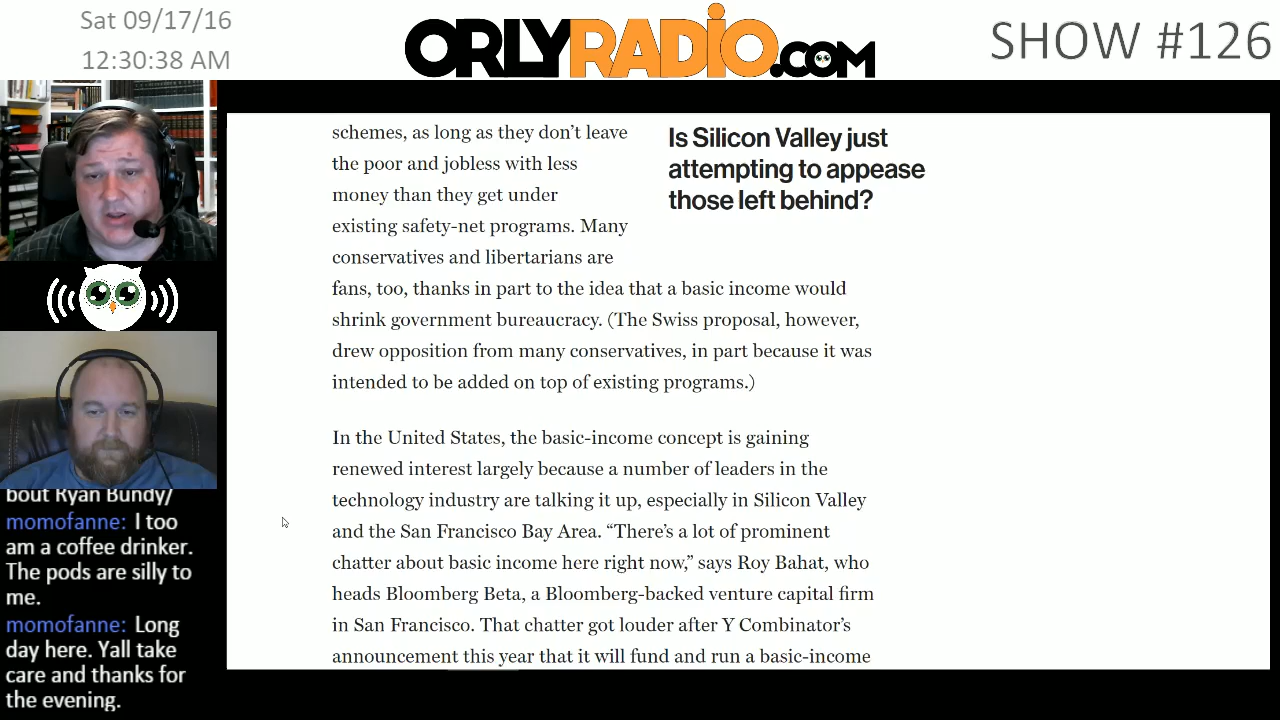 Sat 09/17/16
12:30:38 AM
ORLYRADIO.COM
SHOW #126
schemes, as long as they don’t leave
the poor and jobless with less
money than they get under
existing safety-net programs. Many
conservatives and libertarians are
fans, too, thanks in part to the idea that a basic income would
shrink government bureaucracy. (The Swiss proposal, however,
drew opposition from many conservatives, in part because it was
intended to be added on top of existing programs.)
Is Silicon Valley just
attempting to appease
those left behind?
In the United States, the basic-income concept is gaining
renewed interest largely because a number of leaders in the
technology industry are talking it up, especially in Silicon Valley
and the San Francisco Bay Area. “There’s a lot of prominent
chatter about basic income here right now,” says Roy Bahat, who
heads Bloomberg Beta, a Bloomberg-backed venture capital firm
in San Francisco. That chatter got louder after Y Combinator’s
announcement this year that it will fund and run a basic-income
bout Ryan Bundy/
momofanne: I too
am a coffee drinker.
The pods are silly to
me.
momofanne: Long
day here. Yall take
care and thanks for
the evening.